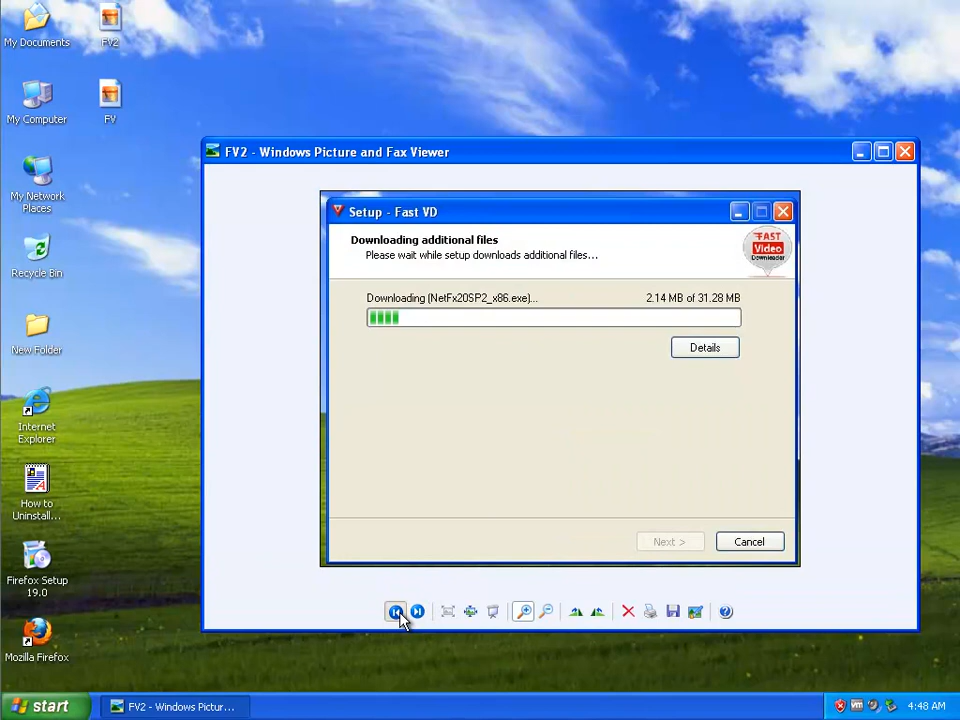 My Documents
FV2
My Computer
FV
My Network
Places
Recycle Bin
New Folder
Internet
Explorer
How to
Uninstall...
Firefox Setup
19.0
Mozilla Firefox
FV2 - Windows Picture and Fax Viewer
Setup - Fast VD
Downloading additional files
Please wait while setup downloads additional files...
FAST
Video
Downloader
Downloading (NetFx20SP2_x86.exe)... 2.14 MB of 31.28 MB
Details
Next > Cancel
start FV2 - Windows Pictur... 4:48 AM